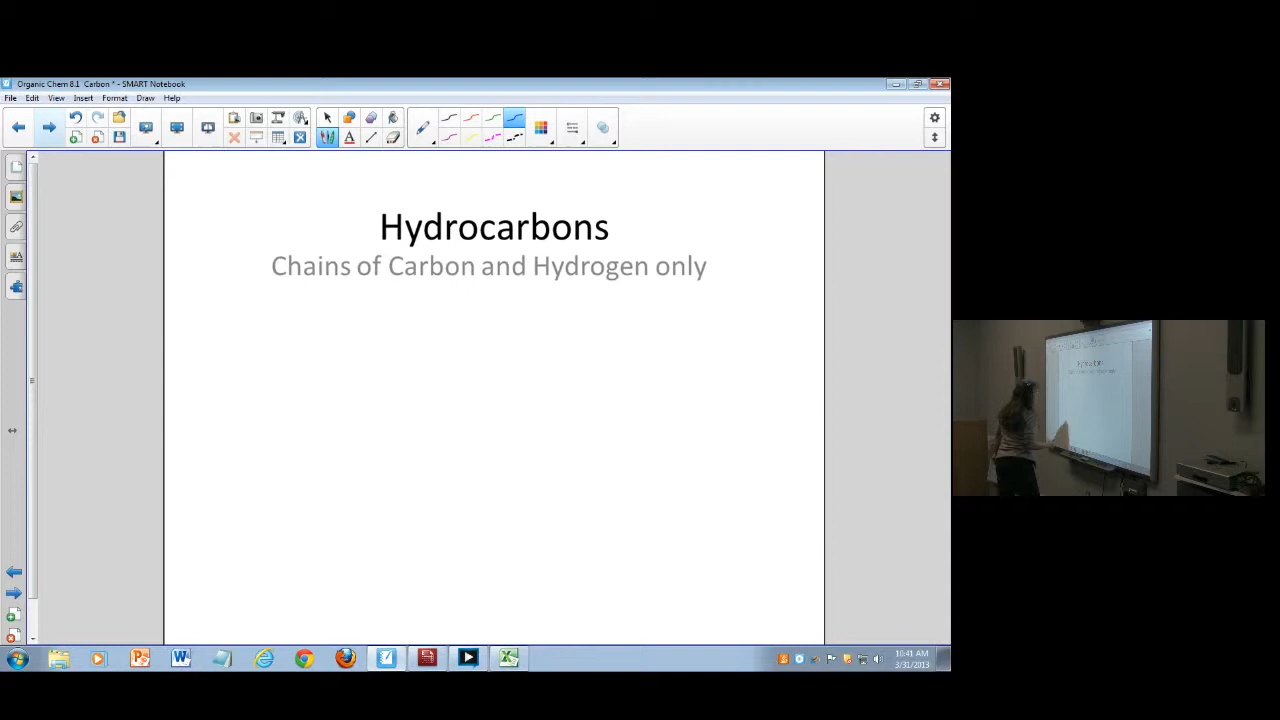 Organic Chem 8.1 Carbon * - SMART Notebook
File Edit View Insert Format Draw Help
Hydrocarbons
Chains of Carbon and Hydrogen only
10:41 AM
3/31/2013